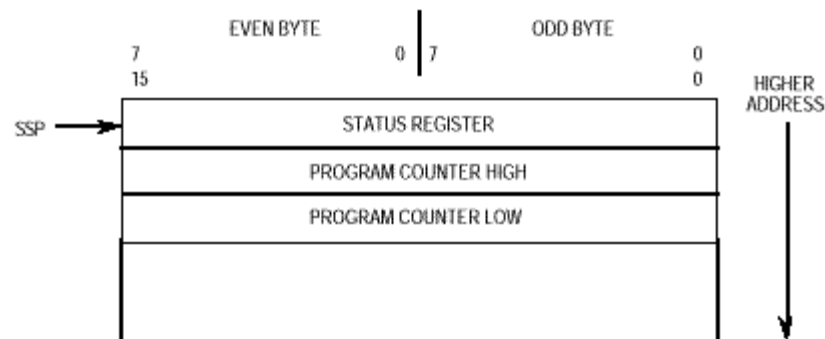 EVEN BYTE ODD BYTE
7 0 7 0
15 0
HIGHER
ADDRESS
SSP STATUS REGISTER
PROGRAM COUNTER HIGH
PROGRAM COUNTER LOW